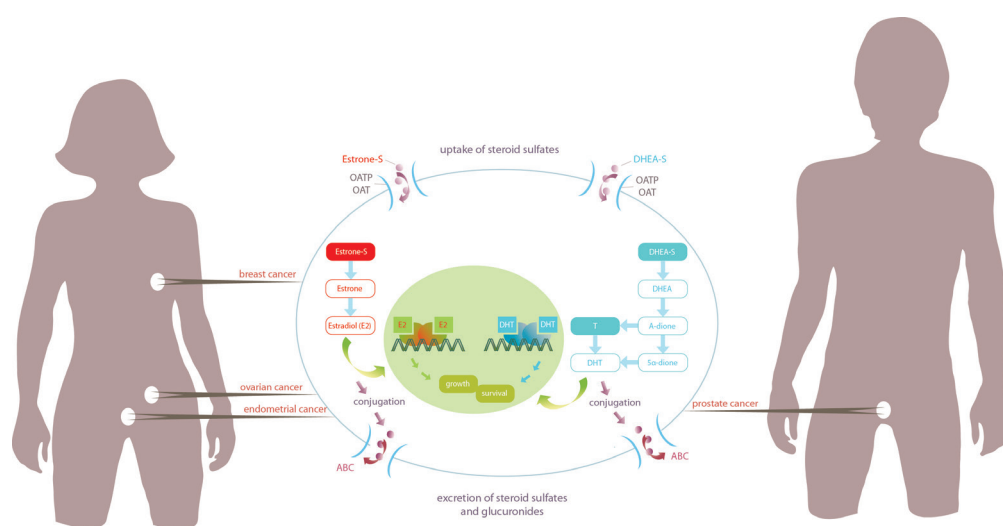 uptake of steroid sulfates
Estrone-S
OATP
OAT
DHEA-S
OATP
OAT
Estrone-S
Estrone
Estradiol (E2)
DHEA-S
DHEA
A-dione
T
5α-dione
DHT
E2
E2
DHT
DHT
growth
survival
conjugation
conjugation
ABC
ABC
breast cancer
ovarian cancer
endometrial cancer
prostate cancer
excretion of steroid sulfates
and glucuronides